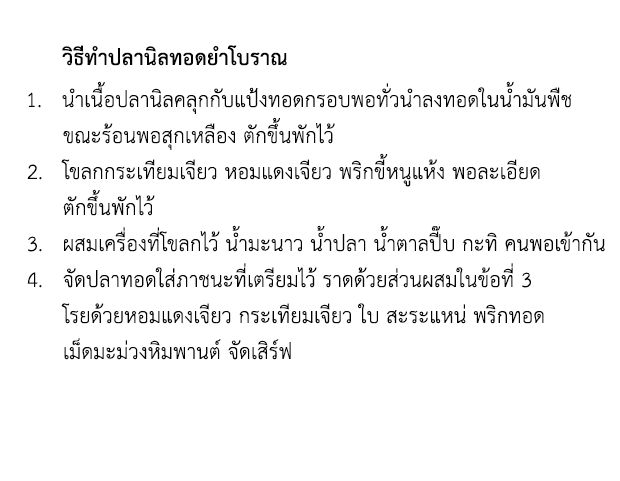 วิธีทำปลานิลทอดยำโบราณ
1. นำเนื้อปลานิลคลุกกับแป้งทอดกรอบพอทั่วนำลงทอดในน้ำมันพืช
ขณะร้อนพอสุกเหลือง ตักขึ้นพักไว้
2. โขลกกระเทียมเจียว หอมแดงเจียว พริกขี้หนูแห้ง พอละเอียด
ตักขึ้นพักไว้
3. ผสมเครื่องที่โขลกไว้ น้ำมะนาว น้ำปลา น้ำตาลปี๊บ กะทิ คนพอเข้ากัน
4. จัดปลาทอดใส่ภาชนะที่เตรียมไว้ ราดด้วยส่วนผสมในข้อที่ 3
โรยด้วยหอมแดงเจียว กระเทียมเจียว ใบ สะระแหน่ พริกทอด
เม็ดมะม่วงหิมพานต์ จัดเสิร์ฟ